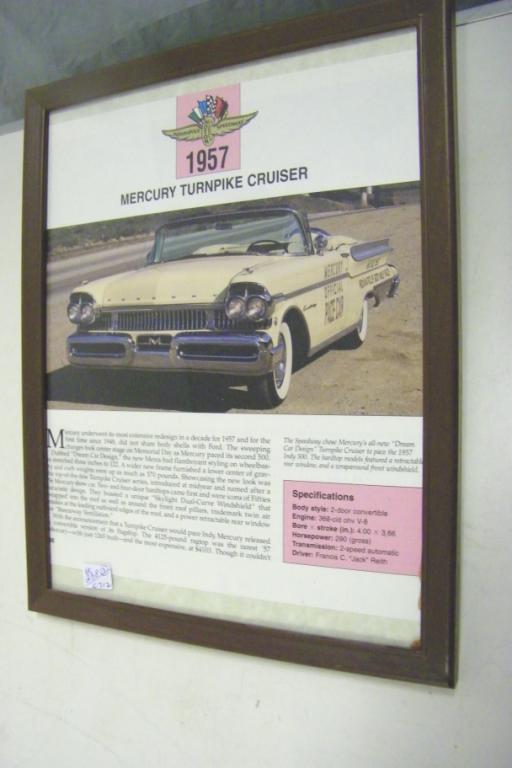 SPEEDWAY
1957
MERCURY TURNPIKE CRUISER
MERCURY
OFFICIAL
PACE CAR
Mercury underwent its most extensive redesign in a decade for 1957 and for the
first time since 1948, did not share body shells with Ford. The sweeping
changes took center stage on Memorial Day as Mercury paced its second 500.
Dubbed "Dream Car Design," the new Mercs had flamboyant styling on wheelbas-
stretched three inches to 122. A wider new frame furnished a lower center of grav-
and curb weights were up as much as 370 pounds. Showcasing the new look was
top-of-the-line Turnpike Cruiser series, introduced at midyear and named after a
Mercury show car. Two- and four-door hardtops came first and were icons of Fifties
design. They boasted a unique "Skylight Dual-Curve Windshield" that
wrapped into the roof as well as around the front roof pillars, trademark twin air
at the leading outboard edges of the roof, and a power retractable rear window
"Breezeway Ventilation."
With the announcement that a Turnpike Cruiser would pace Indy, Mercury released
convertible version as its flagship. The 4125-pound ragtop was the rarest '57
Mercury—with just 1265 built—and the most expensive, at $4103. Though it couldn't
The Speedway chose Mercury's all-new "Dream
Car Design" Turnpike Cruiser to pace the 1957
Indy 500. The hardtop models featured a retractable
rear window, and a wraparound front windshield.
Specifications
Body style: 2-door convertible
Engine: 368-cid ohv V-8
Bore × stroke (in.): 4.00 × 3.66
Horsepower: 290 (gross)
Transmission: 2-speed automatic
Driver: Francis C. "Jack" Reith